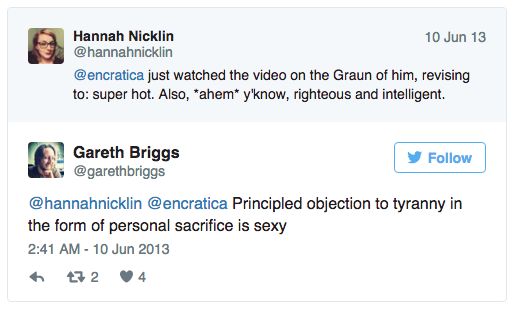 Hannah Nicklin
10 Jun 13
@hannahnicklin
@encratica just watched the video on the Graun of him, revising
to: super hot. Also, *ahem* y'know, righteous and intelligent.
Gareth Briggs
Follow
@garethbriggs
@hannahnicklin @encratica Principled objection to tyranny in
the form of personal sacrifice is sexy
2:41 AM - 10 Jun 2013
2 4